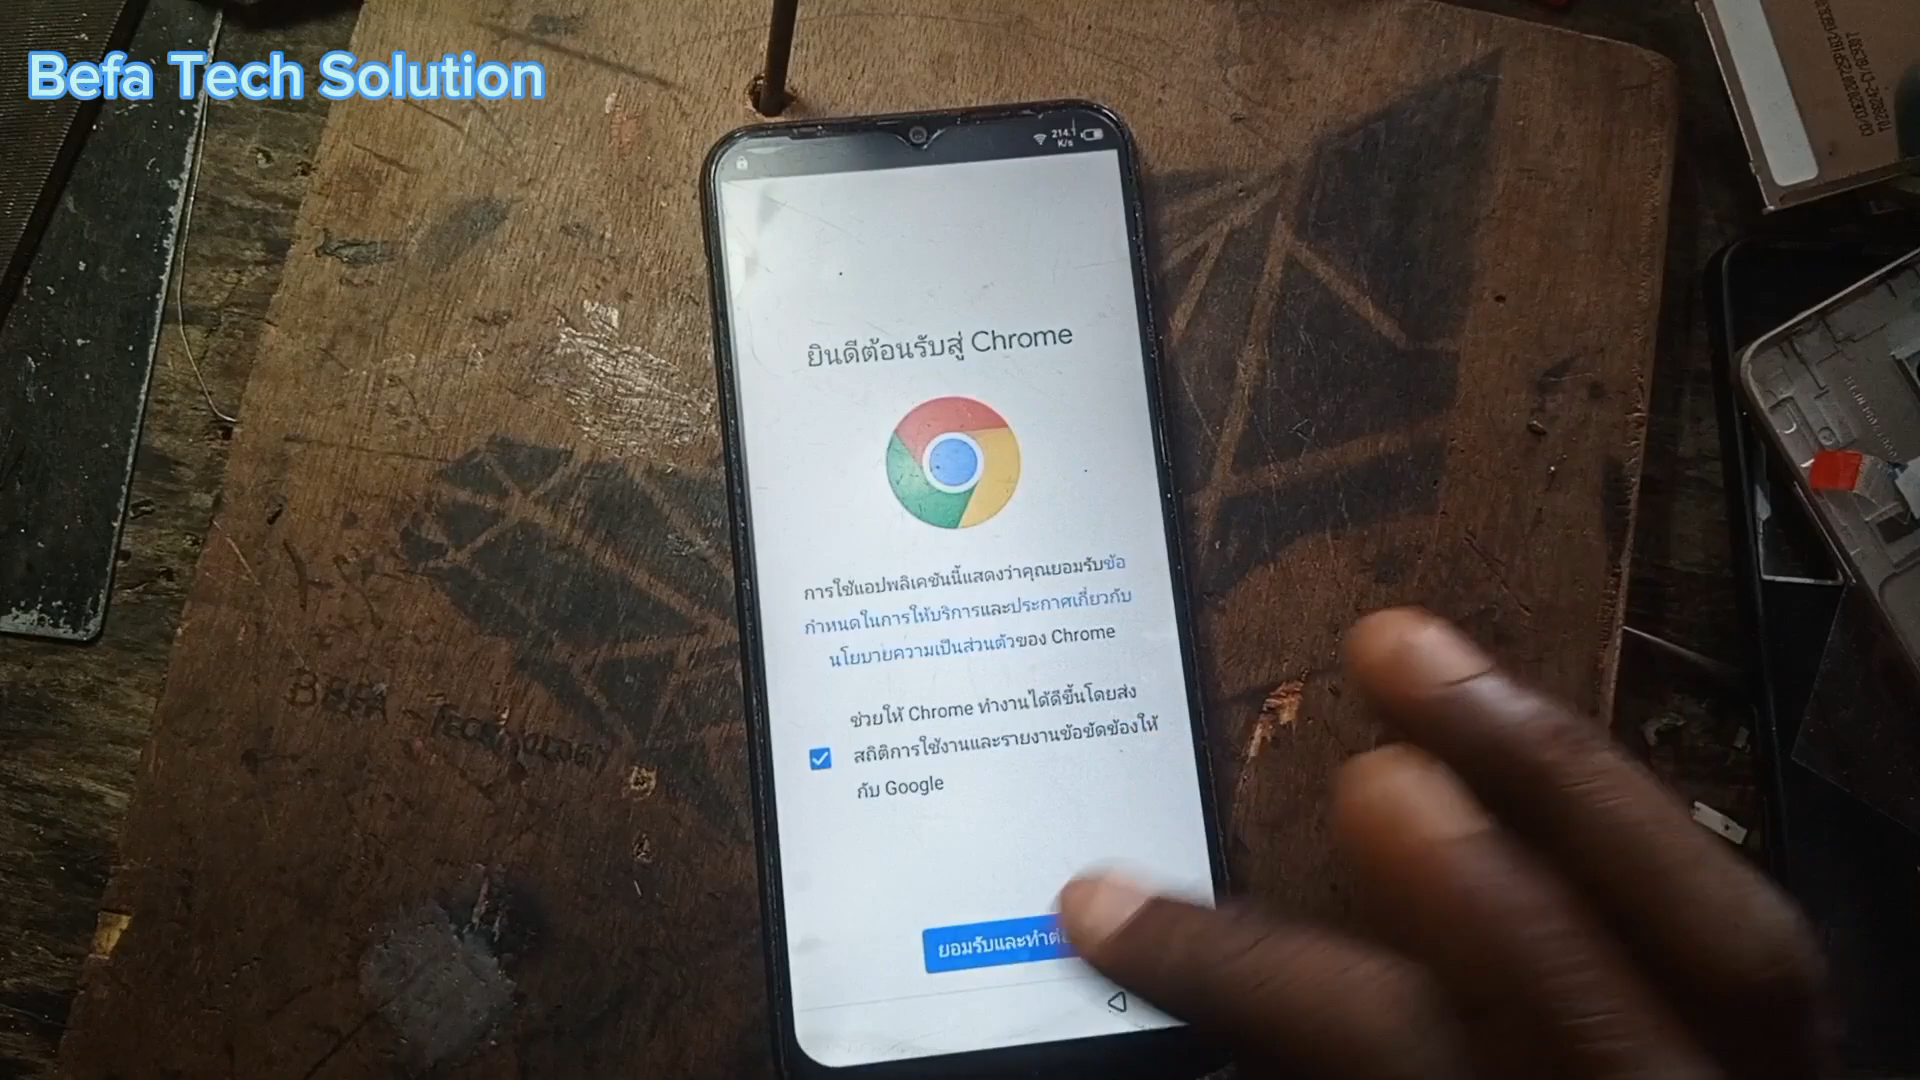 Befa Tech Solution
214.1
K/s
ยินดีต้อนรับสู่ Chrome
การใช้แอปพลิเคชันนี้แสดงว่าคุณยอมรับข้อ
กำหนดในการให้บริการและประกาศเกี่ยวกับ
นโยบายความเป็นส่วนตัวของ Chrome
ช่วยให้ Chrome ทำงานได้ดีขึ้นโดยส่ง
สถิติการใช้งานและรายงานข้อขัดข้องให้
กับ Google
ยอมรับและทำต่
BEFA - TECHNOLOGY